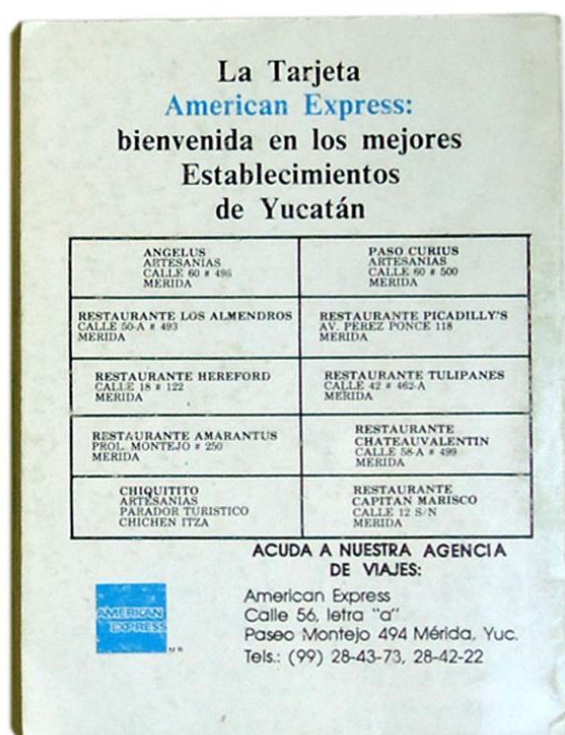 La Tarjeta
American Express:
bienvenida en los mejores
Establecimientos
de Yucatán
ANGELUS
ARTESANIAS
CALLE 60 # 496
MERIDA
PASO CURIUS
ARTESANIAS
CALLE 60 # 500
MERIDA
RESTAURANTE LOS ALMENDROS
CALLE 50-A # 493
MERIDA
RESTAURANTE PICADILLY'S
AV. PEREZ PONCE 118
MERIDA
RESTAURANTE HEREFORD
CALLE 18 # 122
MERIDA
RESTAURANTE TULIPANES
CALLE 42 # 462-A
MERIDA
RESTAURANTE AMARANTUS
PROL. MONTEJO # 250
MERIDA
RESTAURANTE
CHATEAUVALENTIN
CALLE 58-A # 499
MERIDA
CHIQUITITO
ARTESANIAS
PARADOR TURISTICO
CHICHEN ITZA
RESTAURANTE
CAPITAN MARISCO
CALLE 12 S/N
MERIDA
ACUDA A NUESTRA AGENCIA
DE VIAJES:
American Express
Calle 56, letra "a"
Paseo Montejo 494 Mérida, Yuc.
Tels.: (99) 28-43-73, 28-42-22
AMERICAN
EXPRESS
M R